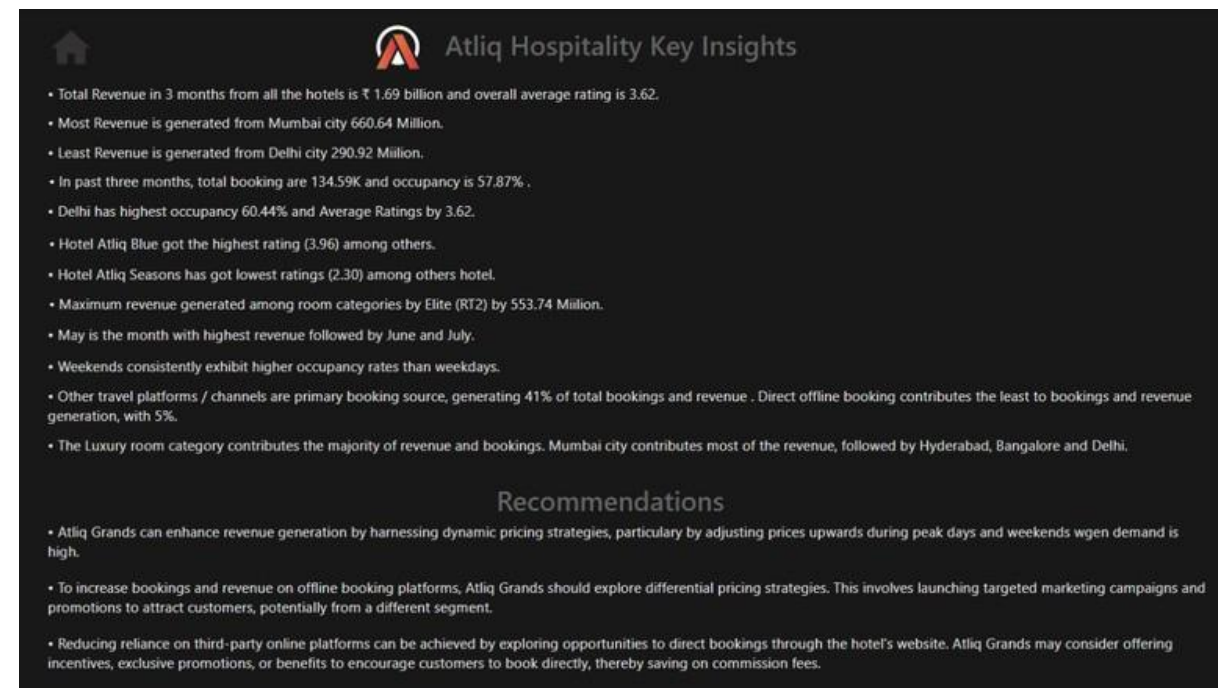 Atliq Hospitality Key Insights
• Total Revenue in 3 months from all the hotels is ₹ 1.69 billion and overall average rating is 3.62.
• Most Revenue is generated from Mumbai city 660.64 Million.
• Least Revenue is generated from Delhi city 290.92 Miilion.
• In past three months, total booking are 134.59K and occupancy is 57.87% .
• Delhi has highest occupancy 60.44% and Average Ratings by 3.62.
• Hotel Atliq Blue got the highest rating (3.96) among others.
• Hotel Atliq Seasons has got lowest ratings (2.30) among others hotel.
• Maximum revenue generated among room categories by Elite (RT2) by 553.74 Miilion.
• May is the month with highest revenue followed by June and July.
• Weekends consistently exhibit higher occupancy rates than weekdays.
• Other travel platforms / channels are primary booking source, generating 41% of total bookings and revenue . Direct offline booking contributes the least to bookings and revenue
generation, with 5%.
• The Luxury room category contributes the majority of revenue and bookings. Mumbai city contributes most of the revenue, followed by Hyderabad, Bangalore and Delhi.
Recommendations
• Atliq Grands can enhance revenue generation by harnessing dynamic pricing strategies, particulary by adjusting prices upwards during peak days and weekends wgen demand is
high.
• To increase bookings and revenue on offline booking platforms, Atliq Grands should explore differential pricing strategies. This involves launching targeted marketing campaigns and
promotions to attract customers, potentially from a different segment.
• Reducing reliance on third-party online platforms can be achieved by exploring opportunities to direct bookings through the hotel's website. Atliq Grands may consider offering
incentives, exclusive promotions, or benefits to encourage customers to book directly, thereby saving on commission fees.